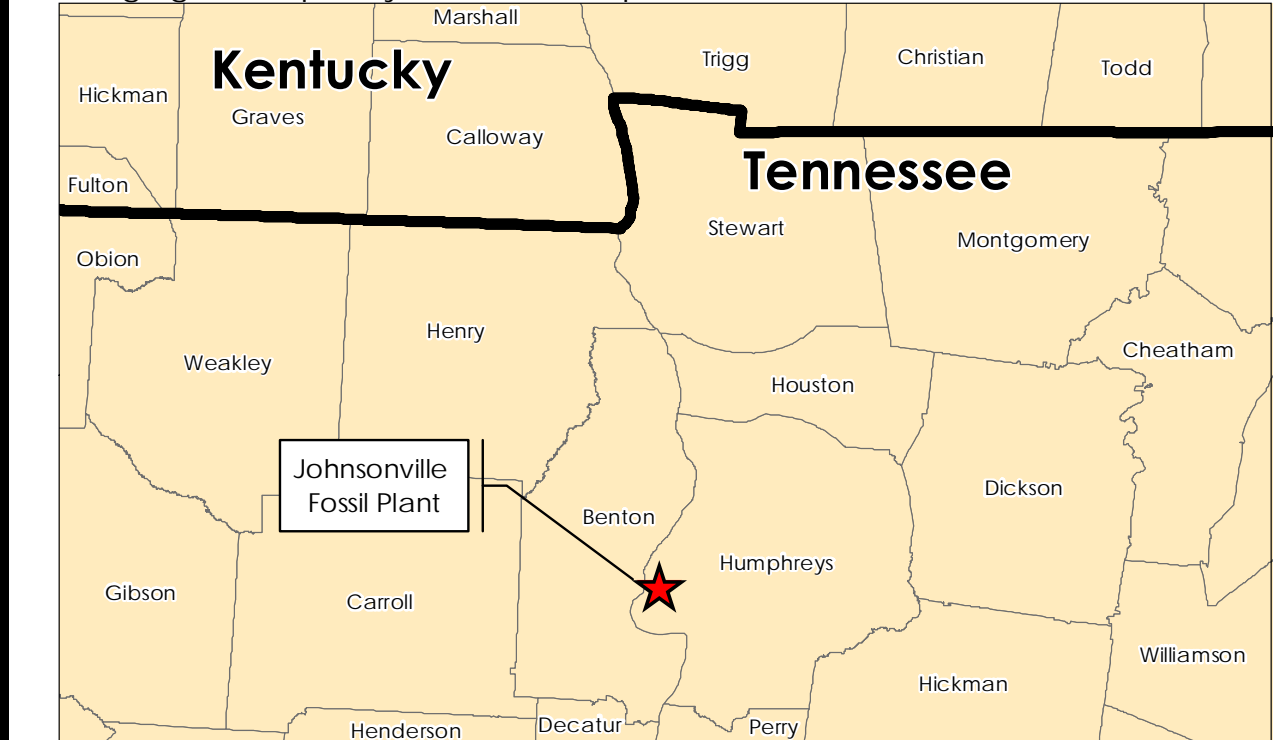 Marshall
Kentucky
Trigg
Christian
Todd
Hickman
Graves
Calloway
Tennessee
Fulton
Stewart
Montgomery
Obion
Henry
Cheatham
Weakley
Houston
Johnsonville
Fossil Plant
Dickson
Benton
Humphreys
Gibson
Carroll
Williamson
Hickman
Henderson
Decatur
Perry